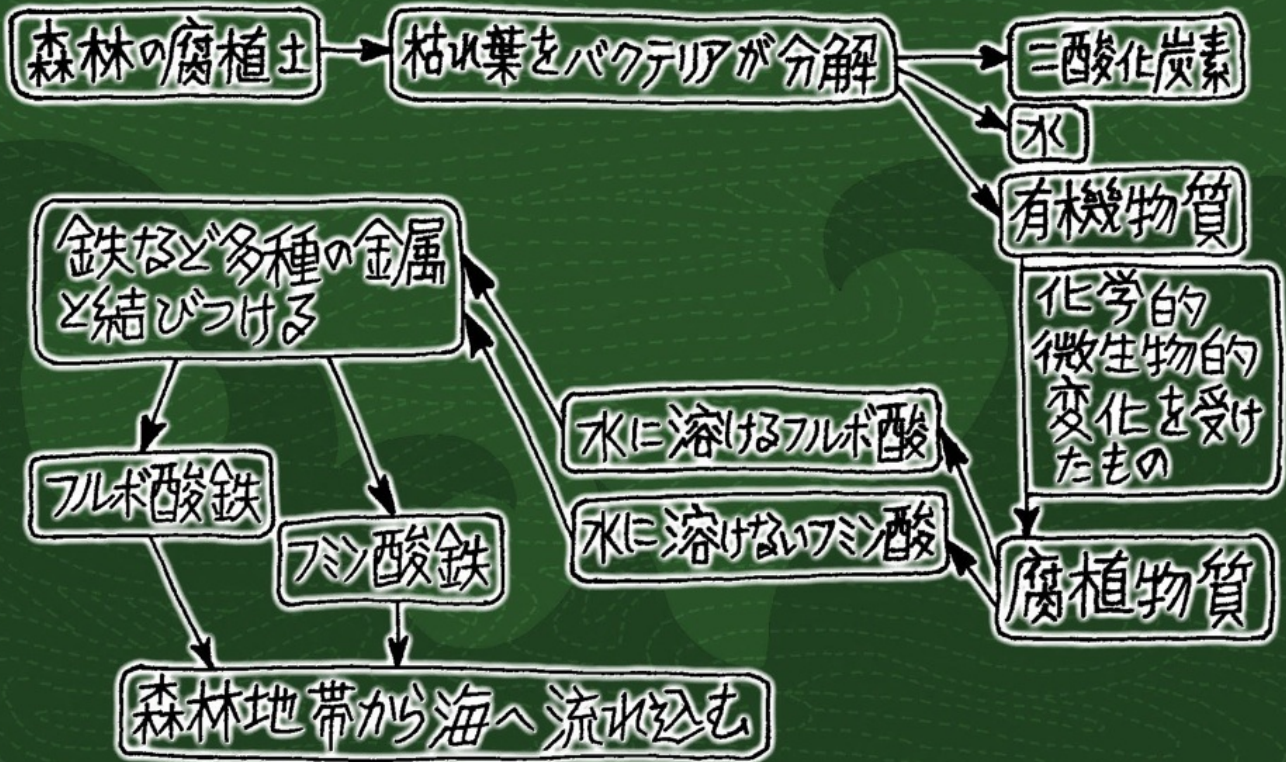 森林の腐植土
枯れ葉をバクテリアが分解
二酸化炭素
水
有機物質
化学的
微生物的
変化を受け
たもの
腐植物質
水に溶けるフルボ酸
水に溶けないフミン酸
鉄など多種の金属
と結びつける
フルボ酸鉄
フミン酸鉄
森林地帯から海へ流れ込む